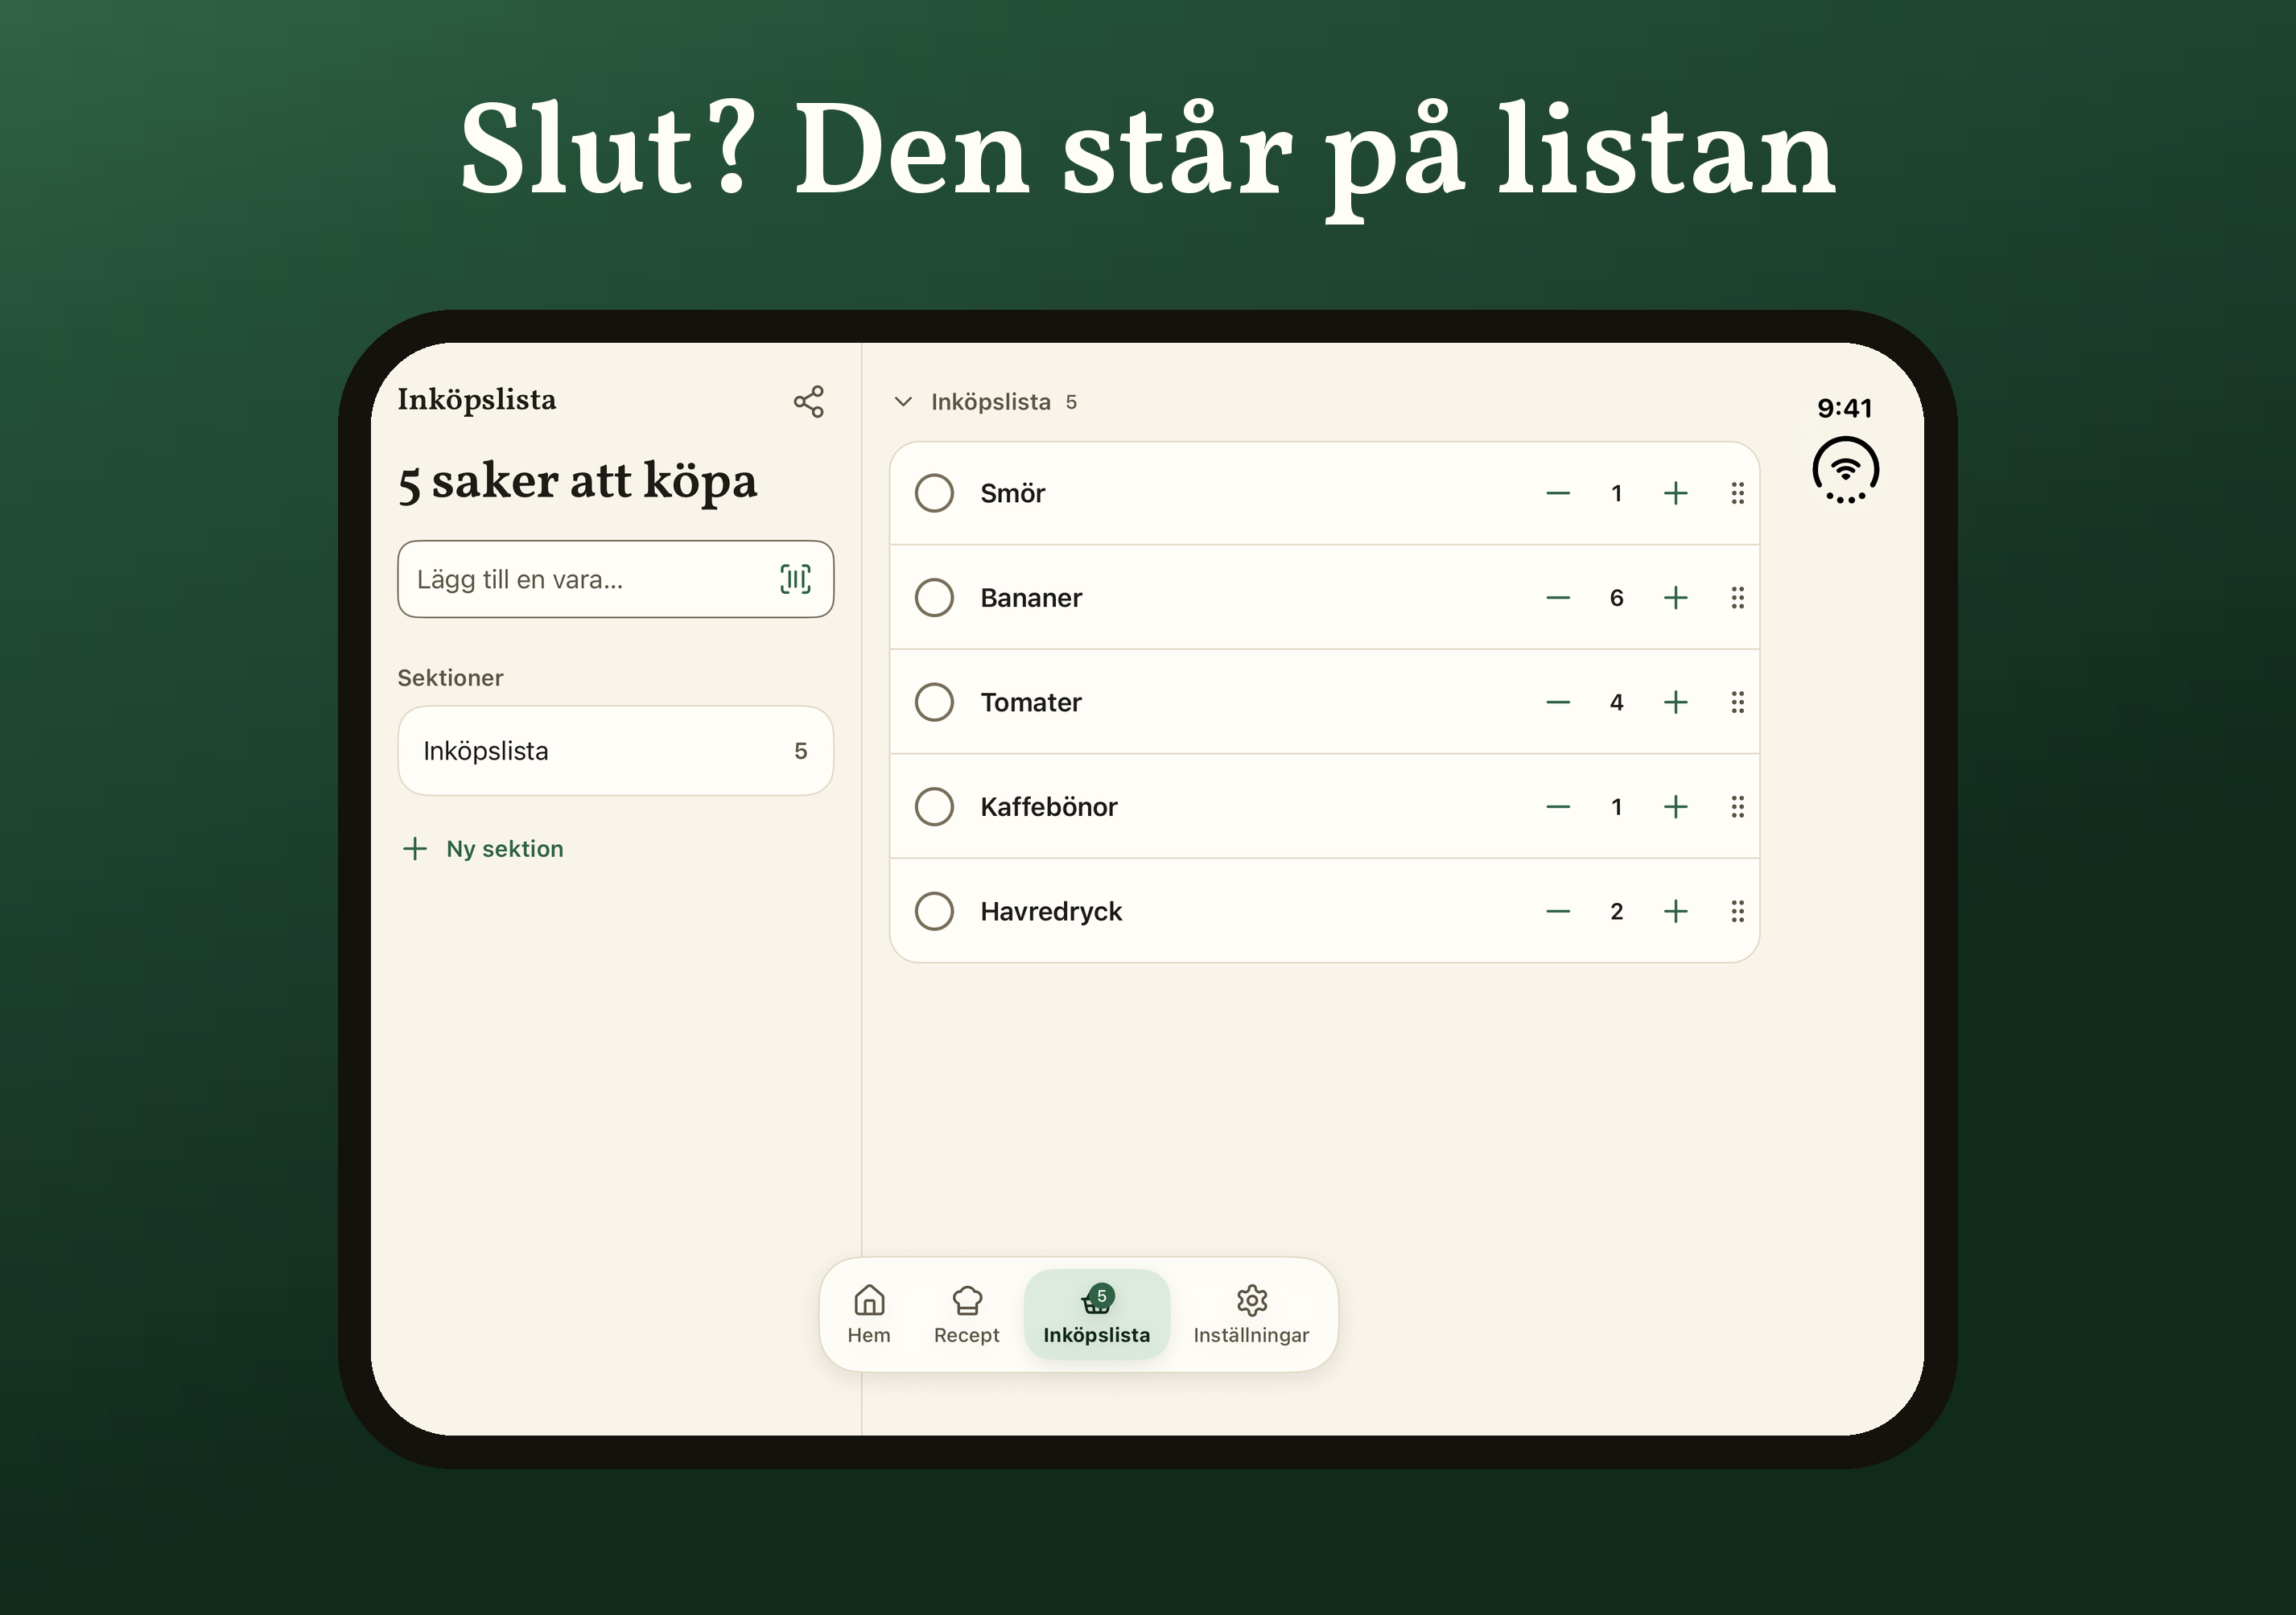 Slut? Den står på listan
Inköpslista
5 saker att köpa
Lägg till en vara...
Sektioner
Inköpslista 5
Ny sektion
Inköpslista 5
Smör 1
Bananer 6
Tomater 4
Kaffebönor 1
Havredryck 2
9:41
5
Hem Recept Inköpslista Inställningar